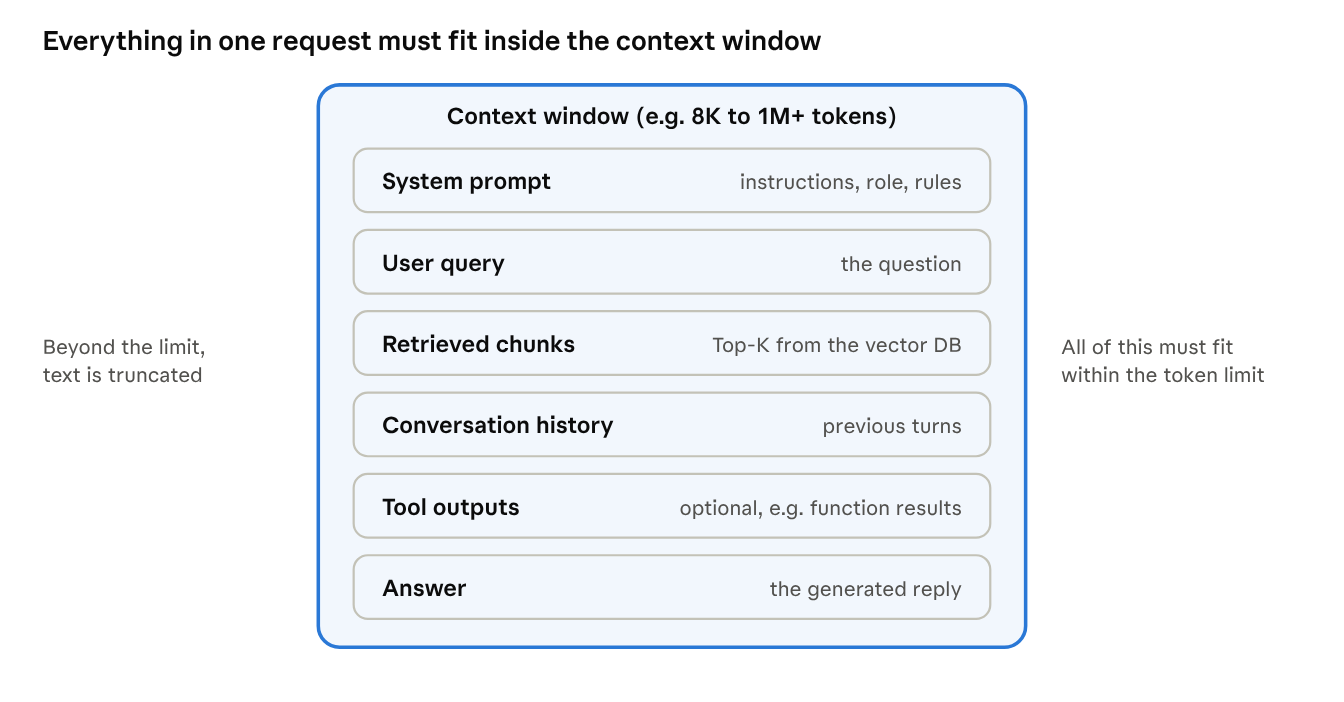 Everything in one request must fit inside the context window
Context window (e.g. 8K to 1M+ tokens)
System prompt instructions, role, rules
User query the question
Retrieved chunks Top-K from the vector DB
Beyond the limit,
text is truncated
All of this must fit
within the token limit
Conversation history previous turns
Tool outputs optional, e.g. function results
Answer the generated reply